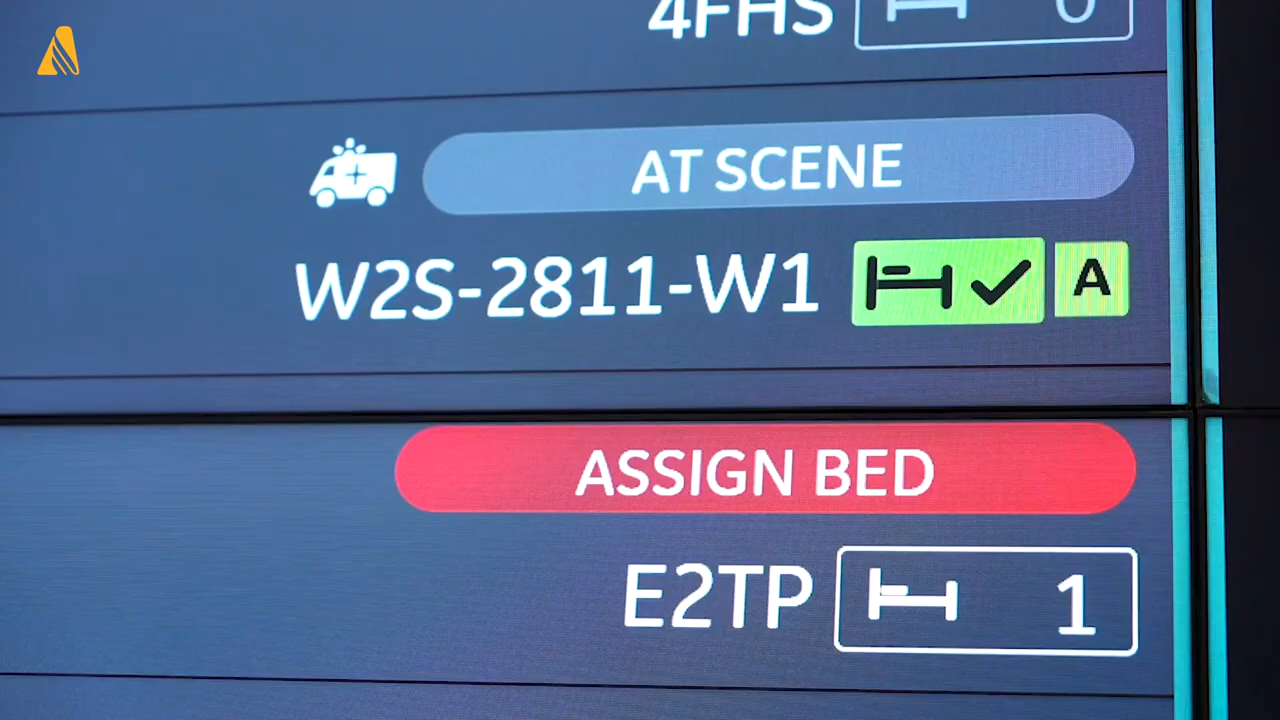 4FHS 0
AT SCENE
W2S-2811-W1 A
ASSIGN BED
E2TP 1